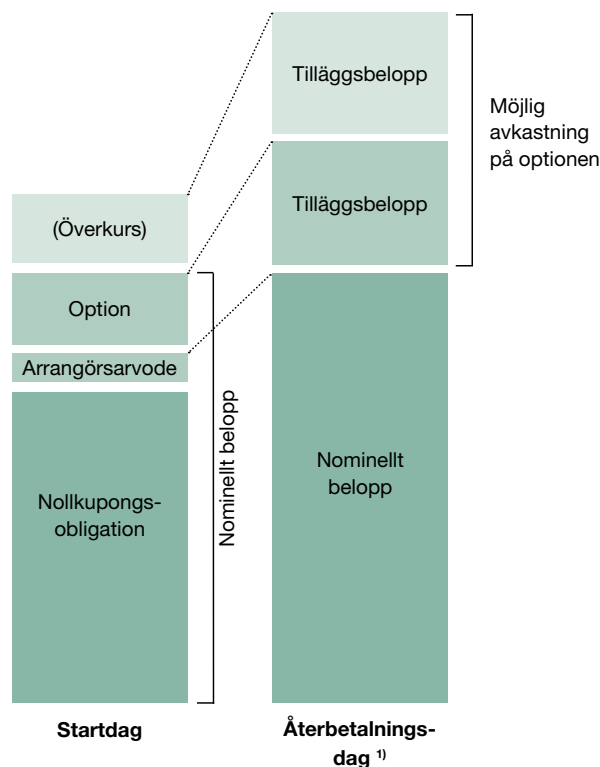 Tilläggsbelopp
Möjlig
avkastning
på optionen
Tilläggsbelopp
(Överkurs)
Option
Arrangörsarvode
Nollkupongs-
obligation
Nominellt belopp
Nominellt
belopp
Startdag
Återbetalnings-
dag 1)